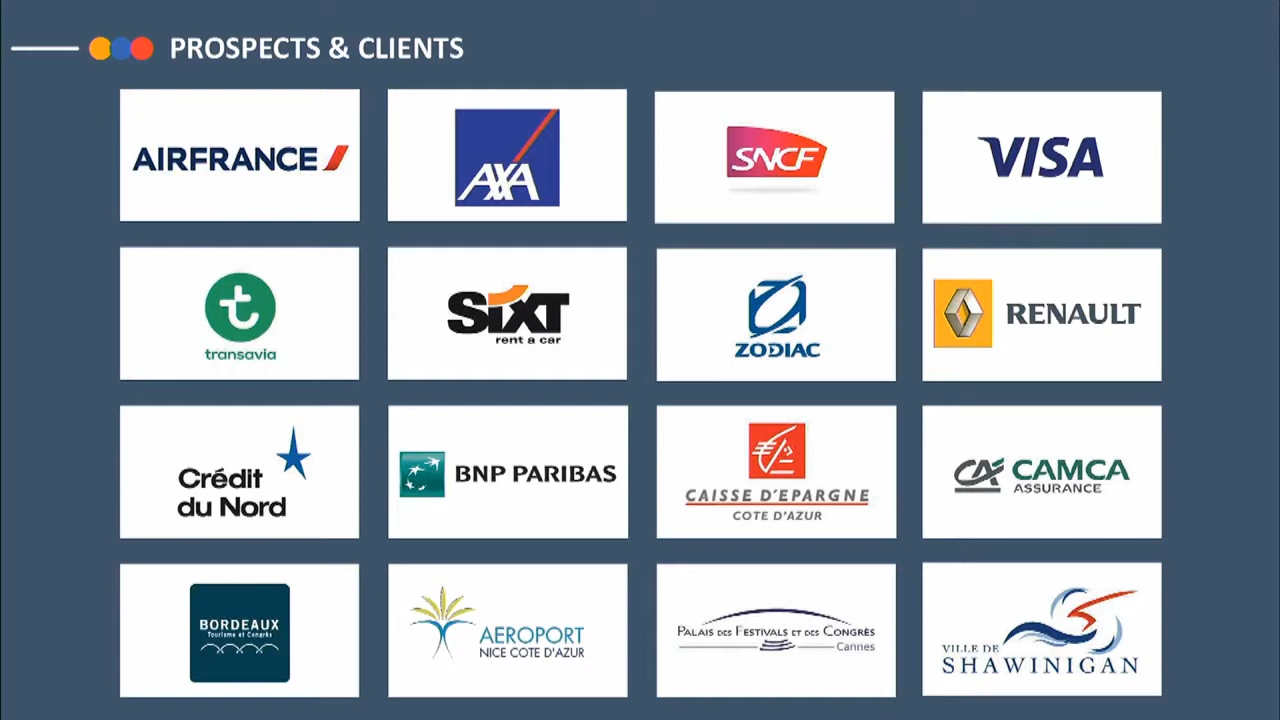 PROSPECTS & CLIENTS
AIRFRANCE
AXA
SNCF
VISA
transavia
SiXT
rent a car
ZODIAC
RENAULT
Crédit
du Nord
BNP PARIBAS
CAISSE D'EPARGNE
COTE D'AZUR
CA CAMCA
ASSURANCE
BORDEAUX
Tourisme et Congrès
AEROPORT
NICE COTE D'AZUR
PALAIS DES FESTIVALS ET DES CONGRÈS
Cannes
VILLE DE
SHAWINIGAN